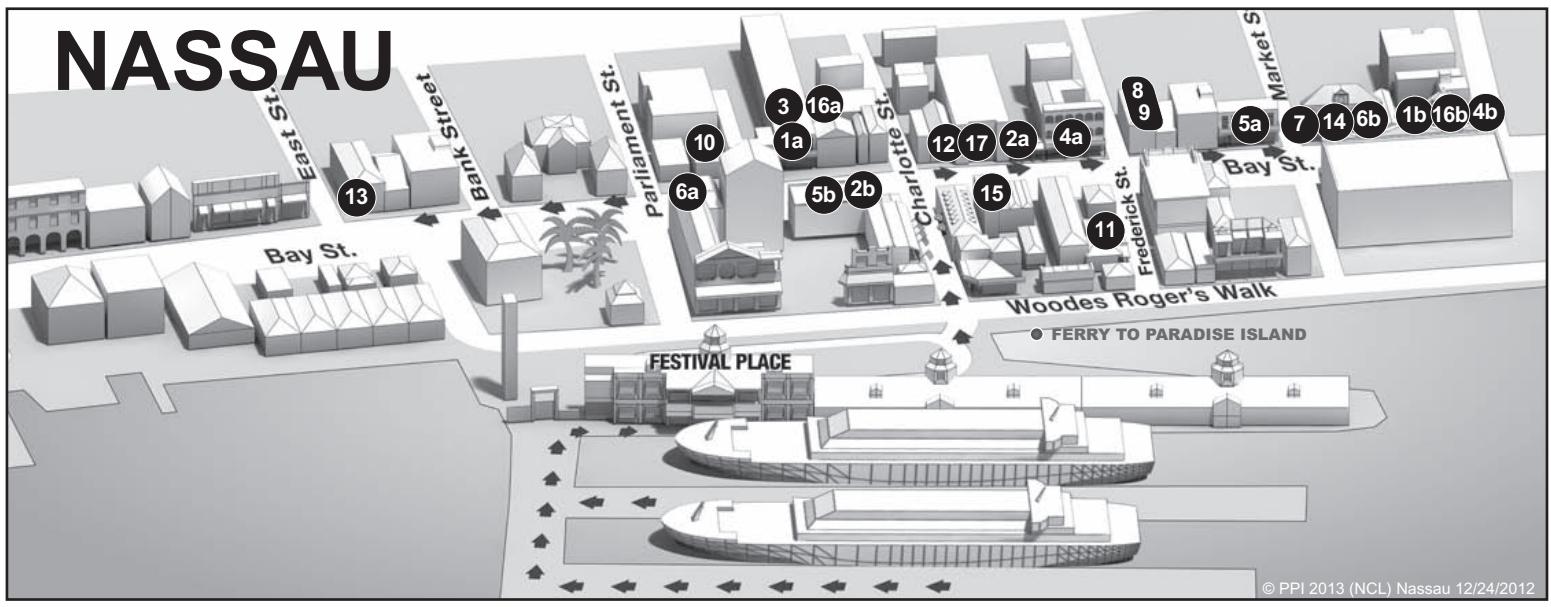 NASSAU
East St.
Bank Street
Parliament St.
Charlotte St.
Frederick St.
Market S
3
16a
8
9
10
1a
12
17
2a
4a
5a
7
14
6b
1b
16b
4b
13
6a
5b
2b
15
11
Bay St.
Bay St.
Woodes Roger's Walk
FERRY TO PARADISE ISLAND
FESTIVAL PLACE
© PPI 2013 (NCL) Nassau 12/24/2012